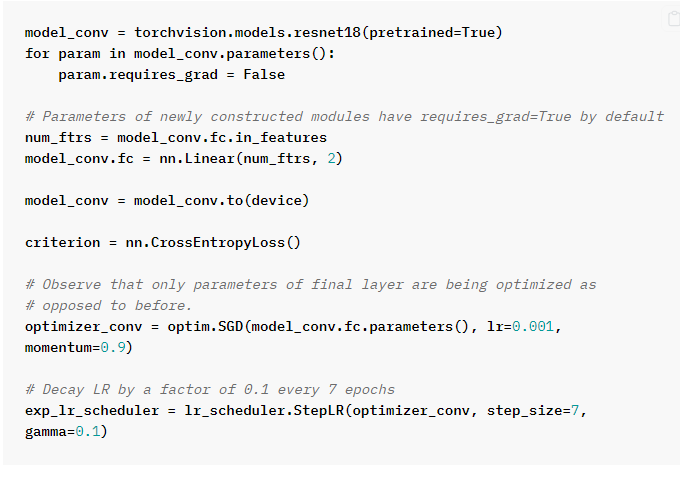 model_conv = torchvision.models.resnet18(pretrained=True)
for param in model_conv.parameters():
    param.requires_grad = False
# Parameters of newly constructed modules have requires_grad=True by default
num_ftrs = model_conv.fc.in_features
model_conv.fc = nn.Linear(num_ftrs, 2)
model_conv = model_conv.to(device)
criterion = nn.CrossEntropyLoss()
# Observe that only parameters of final layer are being optimized as
# opposed to before.
optimizer_conv = optim.SGD(model_conv.fc.parameters(), lr=0.001,
momentum=0.9)
# Decay LR by a factor of 0.1 every 7 epochs
exp_lr_scheduler = lr_scheduler.StepLR(optimizer_conv, step_size=7,
gamma=0.1)